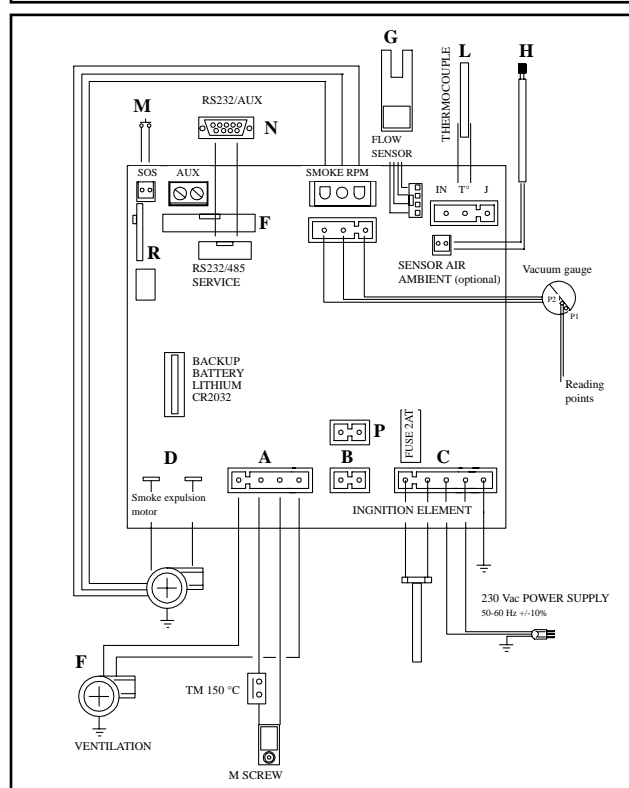 G
L
H
M
RS232/AUX
N
THERMOCOUPLE
FLOW
SENSOR
SOS
AUX
SMOKE RPM
IN T° J
F
R
RS232/485
SERVICE
SENSOR AIR
AMBIENT (optional)
Vacuum gauge
P2
P1
Reading
points
BACKUP
BATTERY
LITHIUM
CR2032
FUSE 2AT
P
D
A
B
C
Smoke expulsion
motor
INGNITION ELEMENT
230 Vac POWER SUPPLY
50-60 Hz +/-10%
F
TM 150 °C
VENTILATION
M SCREW